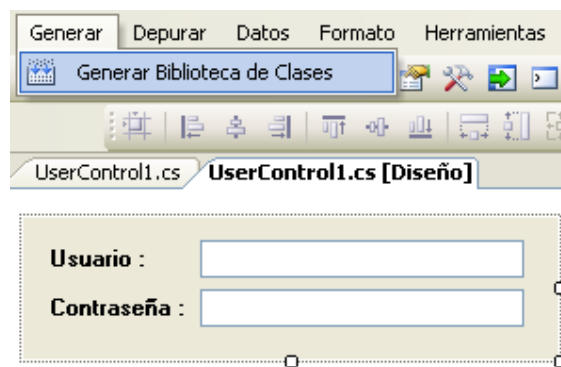 Generar Depurar Datos Formato Herramientas
Generar Biblioteca de Clases
UserControl1.cs UserControl1.cs [Diseño]
Usuario :
Contraseña :